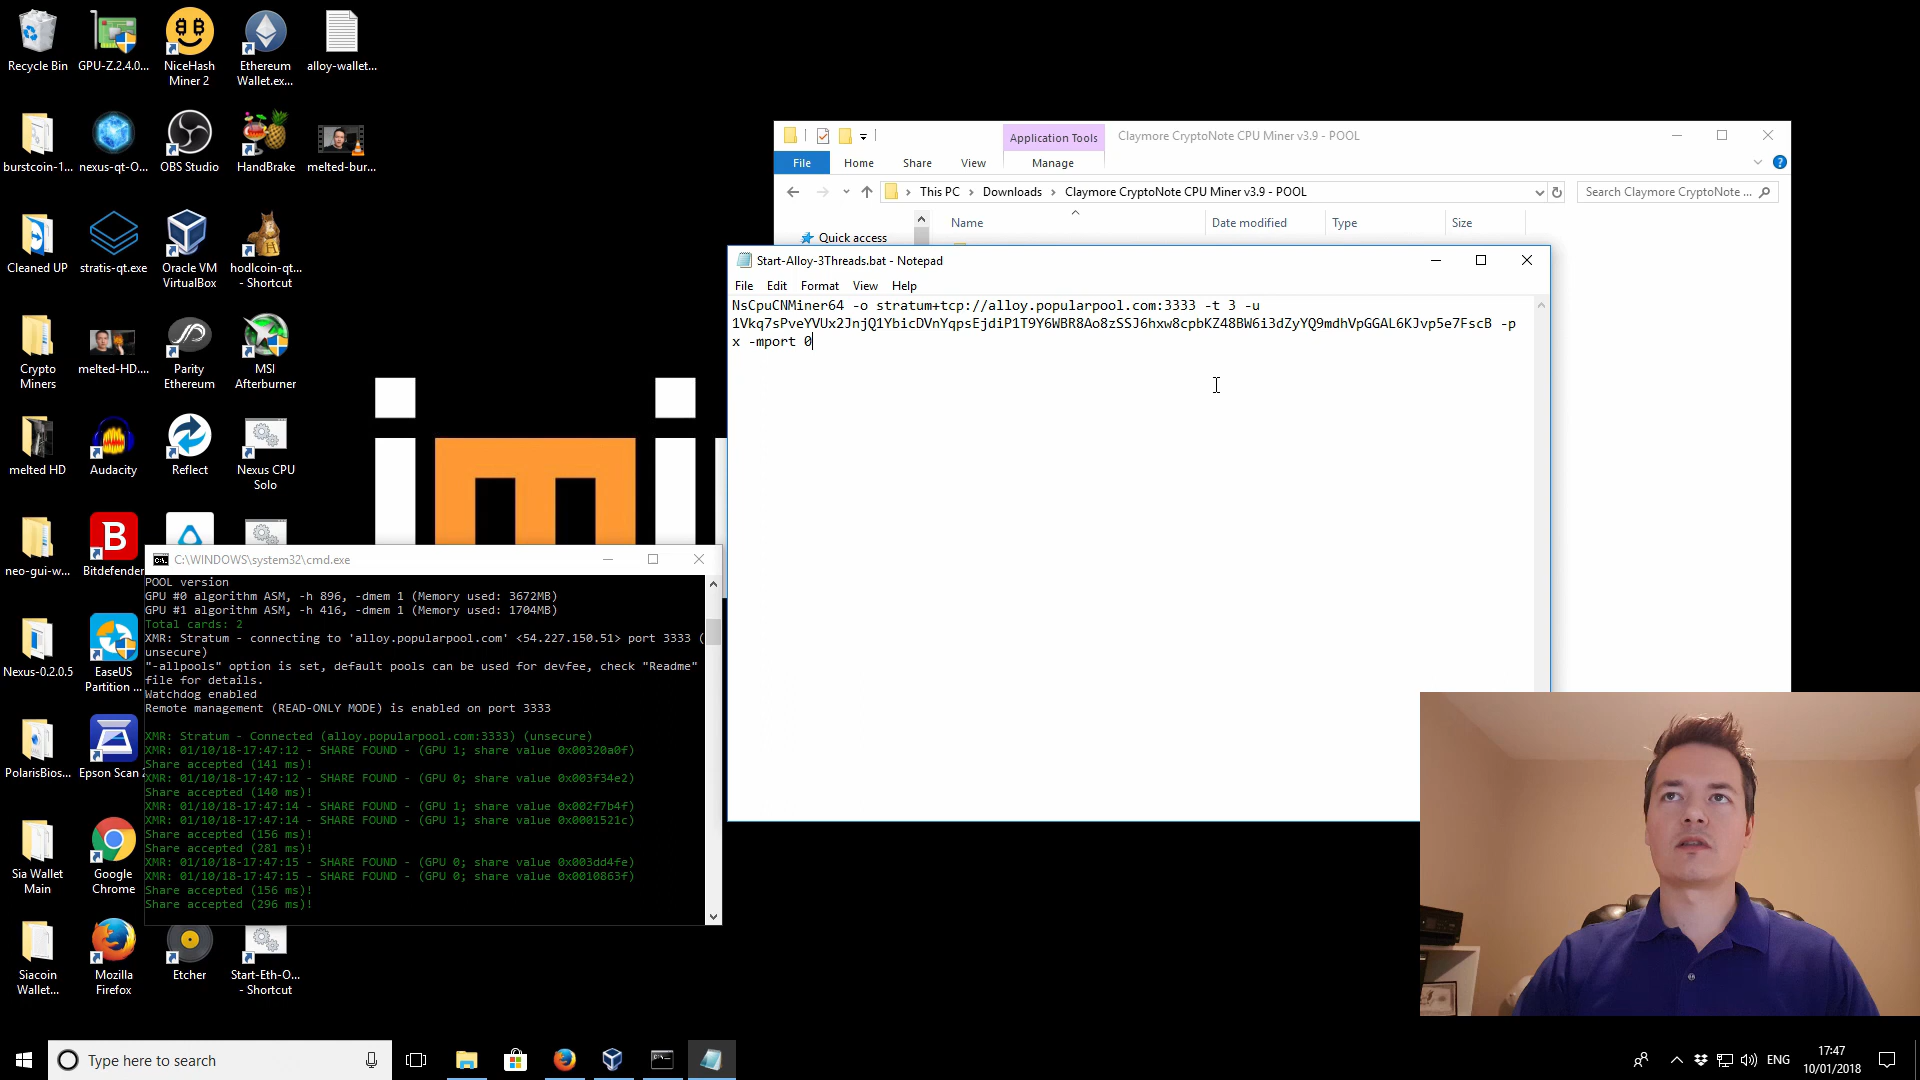 Recycle Bin
GPU-Z.2.4.0...
NiceHash
Miner 2
Ethereum
Wallet.ex...
alloy-wallet...
burstcoin-1...
nexus-qt-O...
OBS Studio
HandBrake
melted-bur...
Cleaned UP
stratis-qt.exe
Oracle VM
VirtualBox
hodlcoin-qt...
- Shortcut
Crypto
Miners
melted-HD....
Parity
Ethereum
MSI
Afterburner
melted HD
Audacity
Reflect
Nexus CPU
Solo
neo-gui-w...
Bitdefender
Nexus-0.2.0.5
EaseUS
Partition ...
PolarisBios...
Epson Scan 2
Sia Wallet
Main
Google
Chrome
Siacoin
Wallet...
Mozilla
Firefox
Etcher
Start-Eth-O...
- Shortcut
Application Tools
Claymore CryptoNote CPU Miner v3.9 - POOL
File
Home
Share
View
Manage
This PC
Downloads
Claymore CryptoNote CPU Miner v3.9 - POOL
Search Claymore CryptoNote ...
Quick access
Name
Date modified
Type
Size
Start-Alloy-3Threads.bat - Notepad
File Edit Format View Help
NsCpuCNMiner64 -o stratum+tcp://alloy.popularpool.com:3333 -t 3 -u
1Vkq7sPveYVUx2JnjQ1YbicDVnYqpsEjdiP1T9Y6WBR8Ao8zSSJ6hxw8cpbKZ48BW6i3dZyYQ9mdhVpGGAL6KJvp5e7FscB -p
x -mport 0
C:\WINDOWS\system32\cmd.exe
POOL version
GPU #0 algorithm ASM, -h 896, -dmem 1 (Memory used: 3672MB)
GPU #1 algorithm ASM, -h 416, -dmem 1 (Memory used: 1704MB)
Total cards: 2
XMR: Stratum - connecting to 'alloy.popularpool.com' <54.227.150.51> port 3333 (
unsecure)
"-allpools" option is set, default pools can be used for devfee, check "Readme"
file for details.
Watchdog enabled
Remote management (READ-ONLY MODE) is enabled on port 3333
XMR: Stratum - Connected (alloy.popularpool.com:3333) (unsecure)
XMR: 01/10/18-17:47:12 - SHARE FOUND - (GPU 1; share value 0x00320a0f)
Share accepted (141 ms)!
XMR: 01/10/18-17:47:12 - SHARE FOUND - (GPU 0; share value 0x003f34e2)
Share accepted (140 ms)!
XMR: 01/10/18-17:47:14 - SHARE FOUND - (GPU 1; share value 0x002f7b4f)
XMR: 01/10/18-17:47:14 - SHARE FOUND - (GPU 1; share value 0x0001521c)
Share accepted (156 ms)!
Share accepted (281 ms)!
XMR: 01/10/18-17:47:15 - SHARE FOUND - (GPU 0; share value 0x003dd4fe)
XMR: 01/10/18-17:47:15 - SHARE FOUND - (GPU 0; share value 0x0010863f)
Share accepted (156 ms)!
Share accepted (296 ms)!
Type here to search
ENG
17:47
10/01/2018